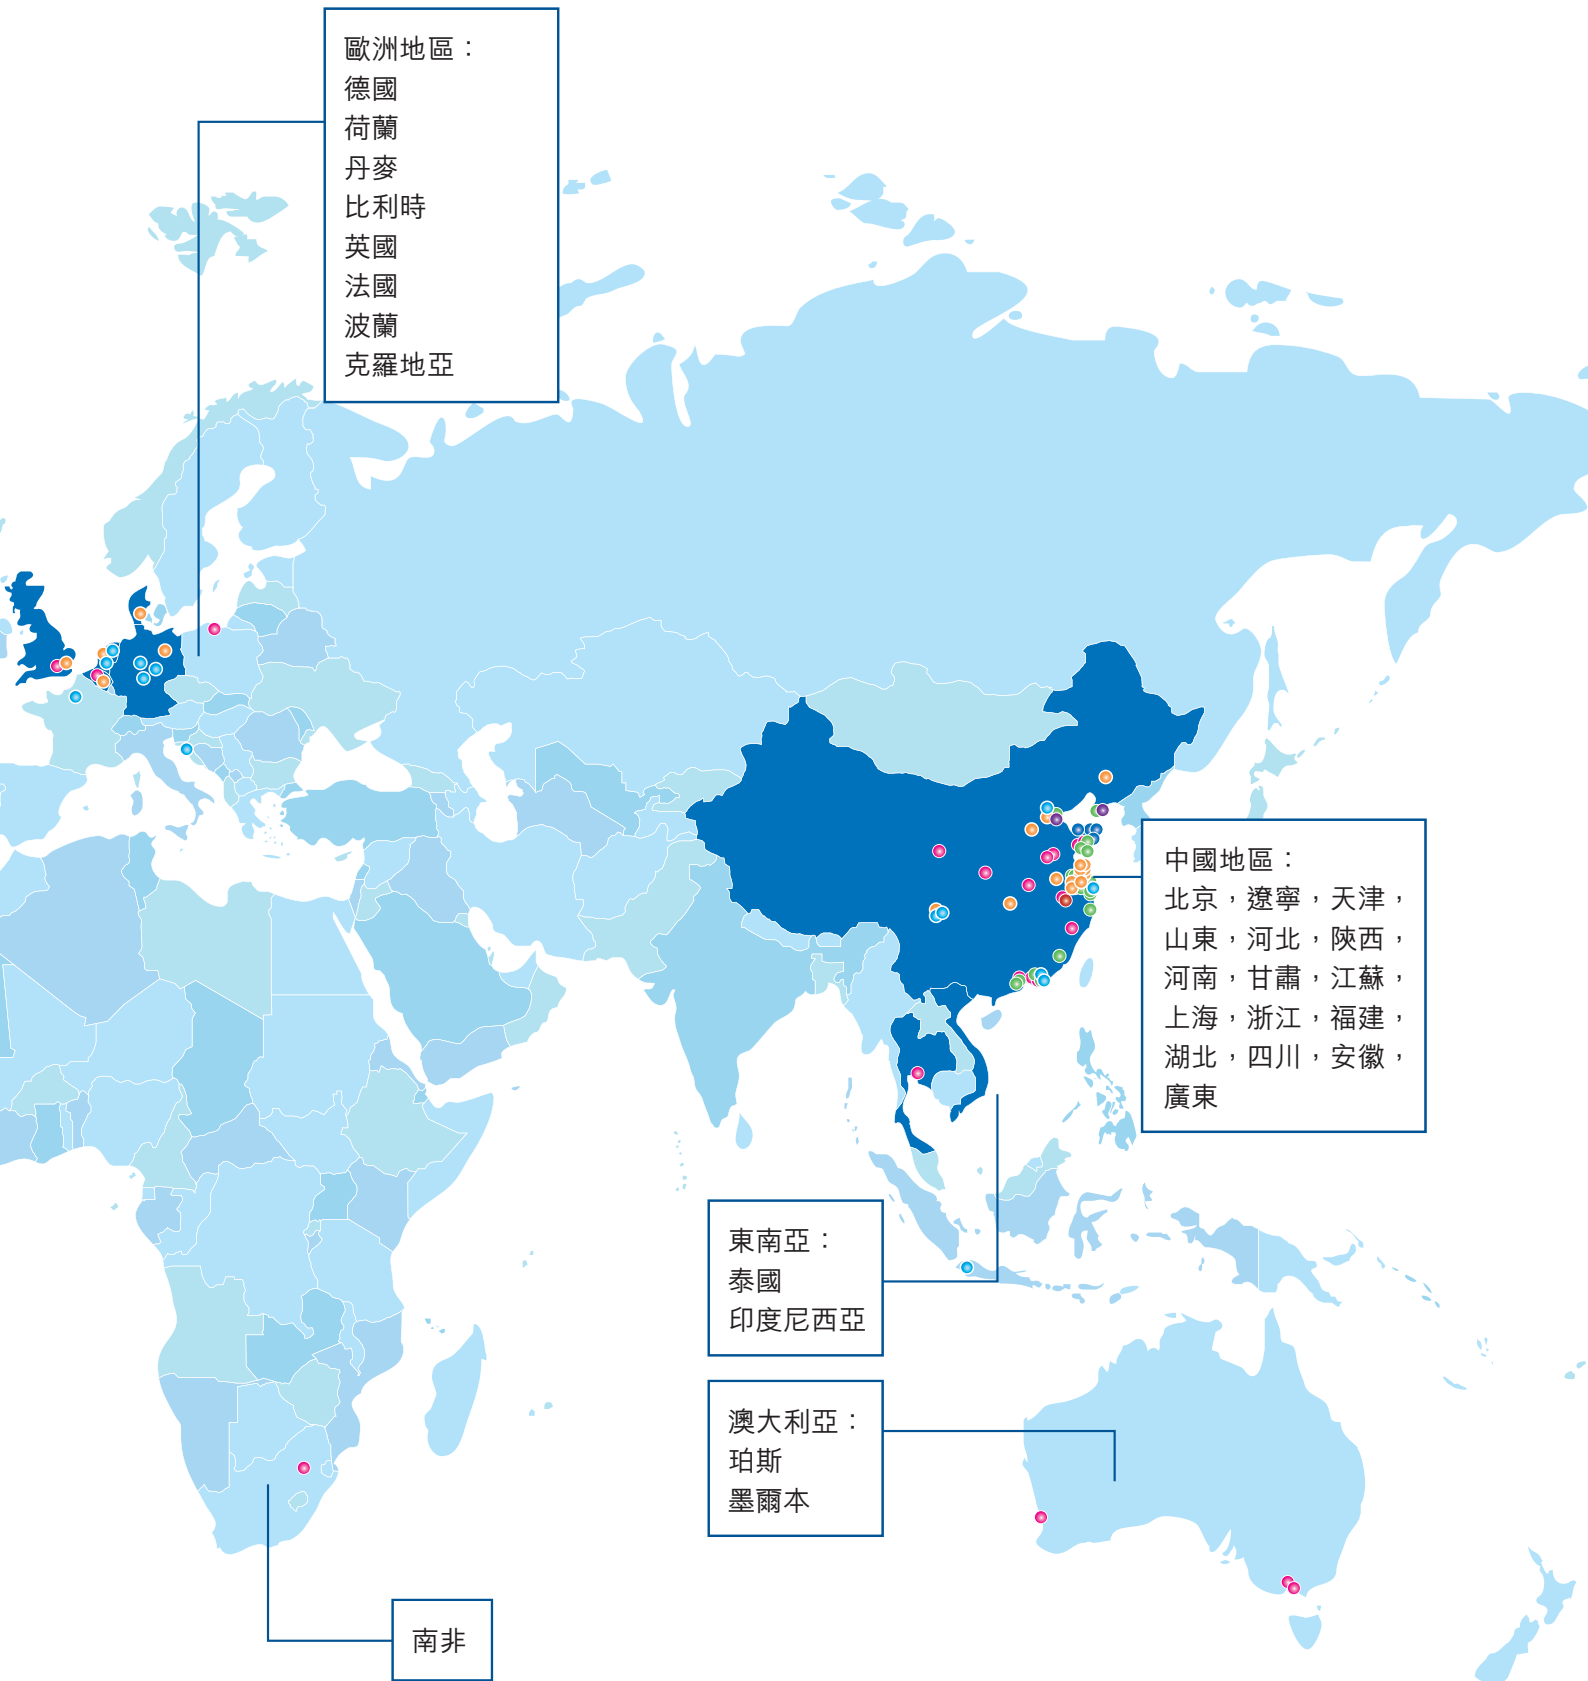 歐洲地區：
德國
荷蘭
丹麥
比利時
英國
法國
波蘭
克羅地亞
中國地區：
北京，遼寧，天津，
山東，河北，陝西，
河南，甘肅，江蘇，
上海，浙江，福建，
湖北，四川，安徽，
廣東
東南亞：
泰國
印度尼西亞
澳大利亞：
珀斯
墨爾本
南非